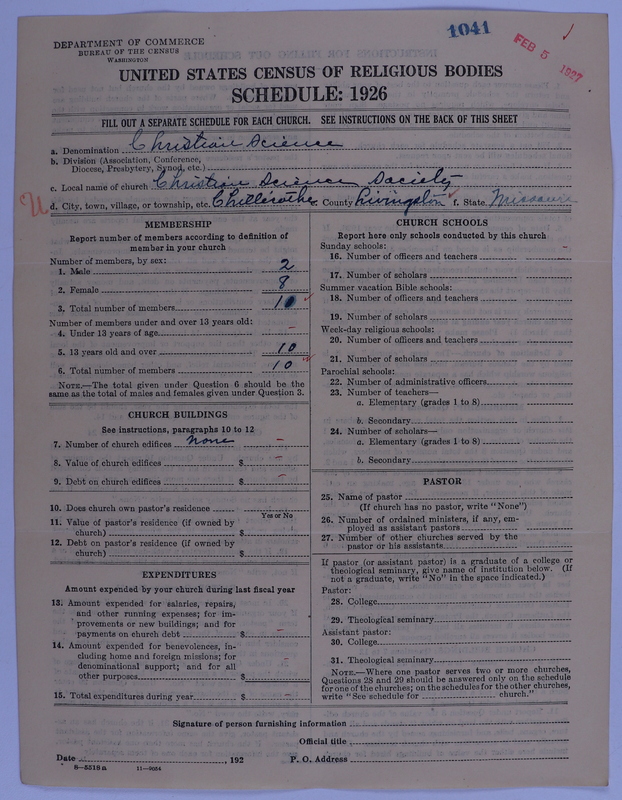 1041
FEB 5 1927
DEPARTMENT OF COMMERCE
BUREAU OF THE CENSUS
WASHINGTON
UNITED STATES CENSUS OF RELIGIOUS BODIES
SCHEDULE: 1926
FILL OUT A SEPARATE SCHEDULE FOR EACH CHURCH. SEE INSTRUCTIONS ON THE BACK OF THIS SHEET
a. Denomination Christian Science
b. Division (Association, Conference,
Diocese, Presbytery, Synod, etc.)
c. Local name of church Christian Science Society
d. City, town, village, or township, etc. Chillicothe e. County Livingston f. State Missouri
MEMBERSHIP
Report number of members according to definition of
member in your church
Number of members, by sex:
1. Male 2
2. Female 8
3. Total number of members 10
Number of members under and over 13 years old:
4. Under 13 years of age –
5. 13 years old and over 10
6. Total number of members 10
NOTE.—The total given under Question 6 should be the
same as the total of males and females given under Question 3.
CHURCH BUILDINGS
See instructions, paragraphs 10 to 12
7. Number of church edifices none –
8. Value of church edifices $ –
9. Debt on church edifices $ –
10. Does church own pastor's residence
Yes or No
11. Value of pastor's residence (if owned by
church) $
12. Debt on pastor's residence (if owned by
church) $
EXPENDITURES
Amount expended by your church during last fiscal year
13. Amount expended for salaries, repairs,
and other running expenses; for im-
provements or new buildings; and for
payments on church debt $ –
14. Amount expended for benevolences, in-
cluding home and foreign missions; for
denominational support; and for all
other purposes $ –
15. Total expenditures during year $ –
CHURCH SCHOOLS
Report here only schools conducted by this church
Sunday schools:
16. Number of officers and teachers –
17. Number of scholars
Summer vacation Bible schools:
18. Number of officers and teachers
19. Number of scholars
Week-day religious schools:
20. Number of officers and teachers
21. Number of scholars
Parochial schools:
22. Number of administrative officers
23. Number of teachers—
a. Elementary (grades 1 to 8)
b. Secondary
24. Number of scholars—
a. Elementary (grades 1 to 8)
b. Secondary
PASTOR
25. Name of pastor
(If church has no pastor, write "None")
26. Number of ordained ministers, if any, em-
ployed as assistant pastors
27. Number of other churches served by the
pastor or his assistants
If pastor (or assistant pastor) is a graduate of a college or
theological seminary, give name of institution below. (If
not a graduate, write "No" in the space indicated.)
Pastor:
28. College
29. Theological seminary
Assistant pastor:
30. College
31. Theological seminary
NOTE.—Where one pastor serves two or more churches,
Questions 28 and 29 should be answered only on the schedule
for one of the churches; on the schedules for the other churches,
write "See schedule for church."
Signature of person furnishing information
Official title
Date , 192 P. O. Address
8—5518a 11—9034